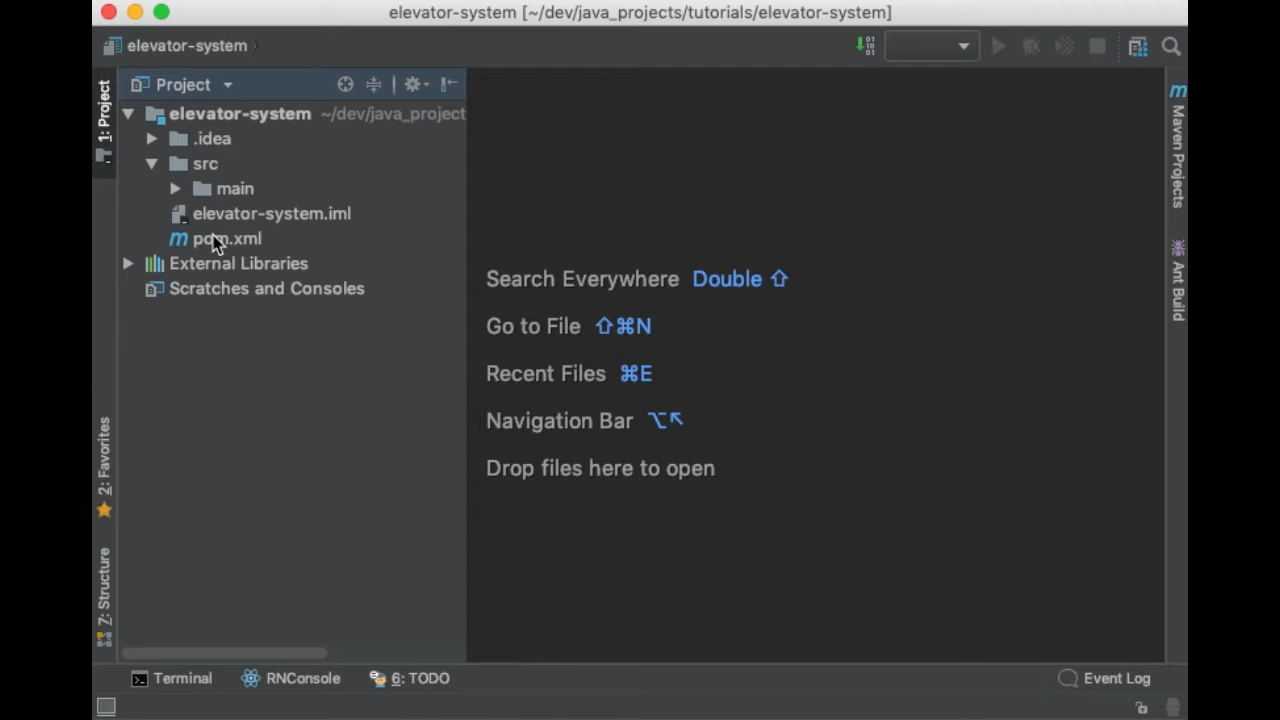 elevator-system [~/dev/java_projects/tutorials/elevator-system]
elevator-system
1: Project
Project
elevator-system ~/dev/java_project
.idea
src
main
elevator-system.iml
pom.xml
External Libraries
Scratches and Consoles
Search Everywhere Double ⇧
Go to File ⇧⌘N
Recent Files ⌘E
Navigation Bar ⌥↖
Drop files here to open
Maven Projects
Ant Build
2: Favorites
Z: Structure
Terminal RNConsole 6: TODO Event Log